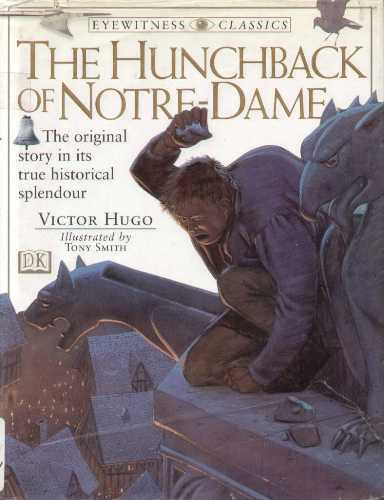 EYEWITNESS CLASSICS
THE HUNCHBACK
OF NOTRE-DAME
The original
story in its
true historical
splendour
VICTOR HUGO
Illustrated by
TONY SMITH
DK